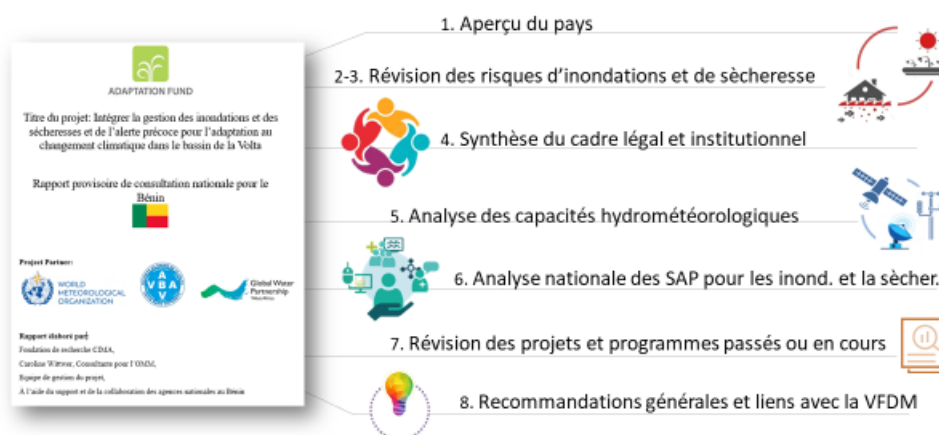 ADAPTATION FUND
Titre du projet: Intégrer la gestion des inondations et des
sécheresses et de l'alerte précoce pour l'adaptation au
changement climatique dans le bassin de la Volta
Rapport provisoire de consultation nationale pour le
Bénin
Project Partner:
WORLD
METEOROLOGICAL
ORGANIZATION
VBA
Global Water
Partnership
Rapport élaboré par:
Fondation de recherche CIMA,
Caroline Wittwer, Consultante pour l'OMM,
Equipe de gestion du projet,
A l'aide du support et de la collaboration des agences nationales au Bénin
1. Aperçu du pays
2-3. Révision des risques d'inondations et de sècheresse
4. Synthèse du cadre légal et institutionnel
5. Analyse des capacités hydrométeorologiques
6. Analyse nationale des SAP pour les inond. et la sècher.
7. Révision des projets et programmes passés ou en cours
8. Recommandations générales et liens avec la VFDM